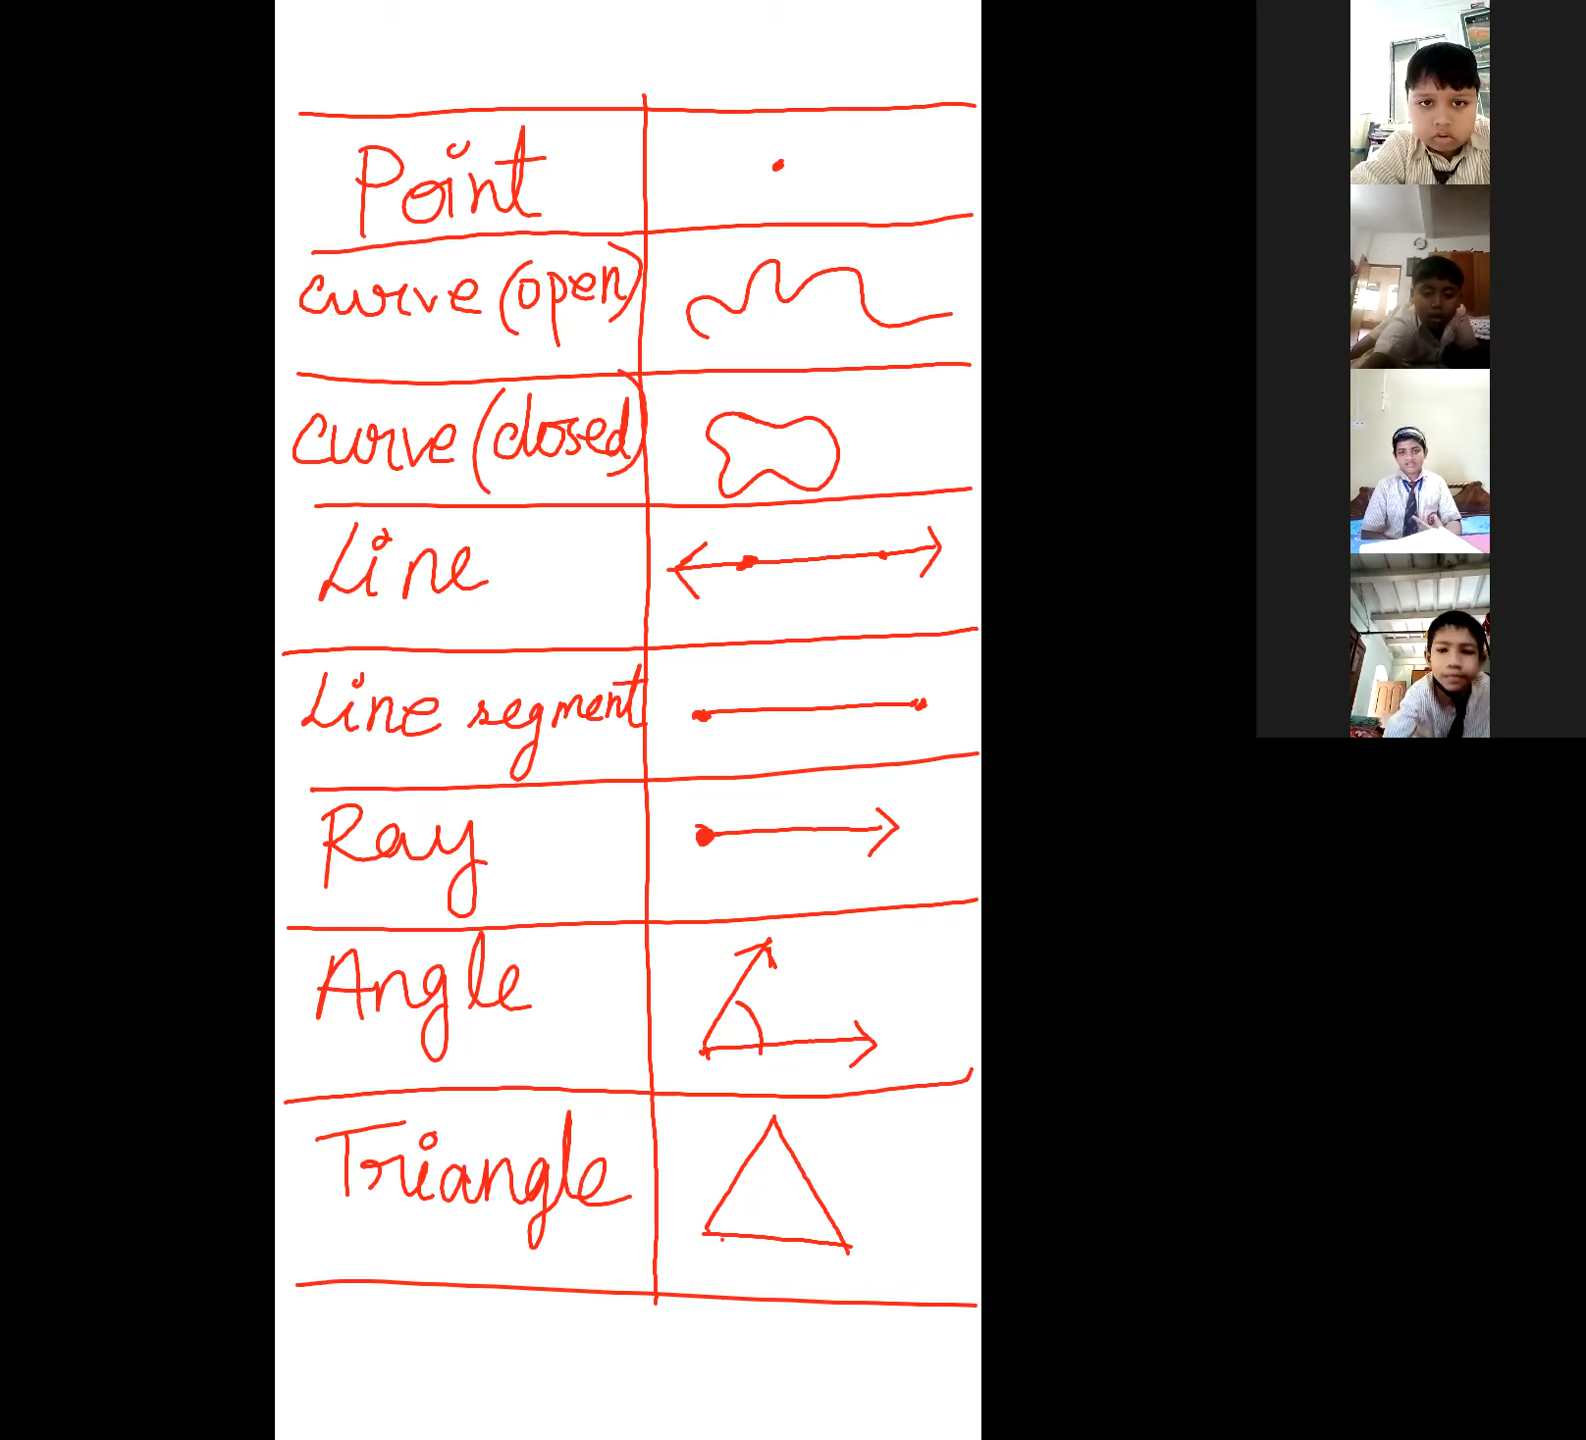 Point
curve (open)
curve (closed)
Line
Line segment
Ray
Angle
Triangle